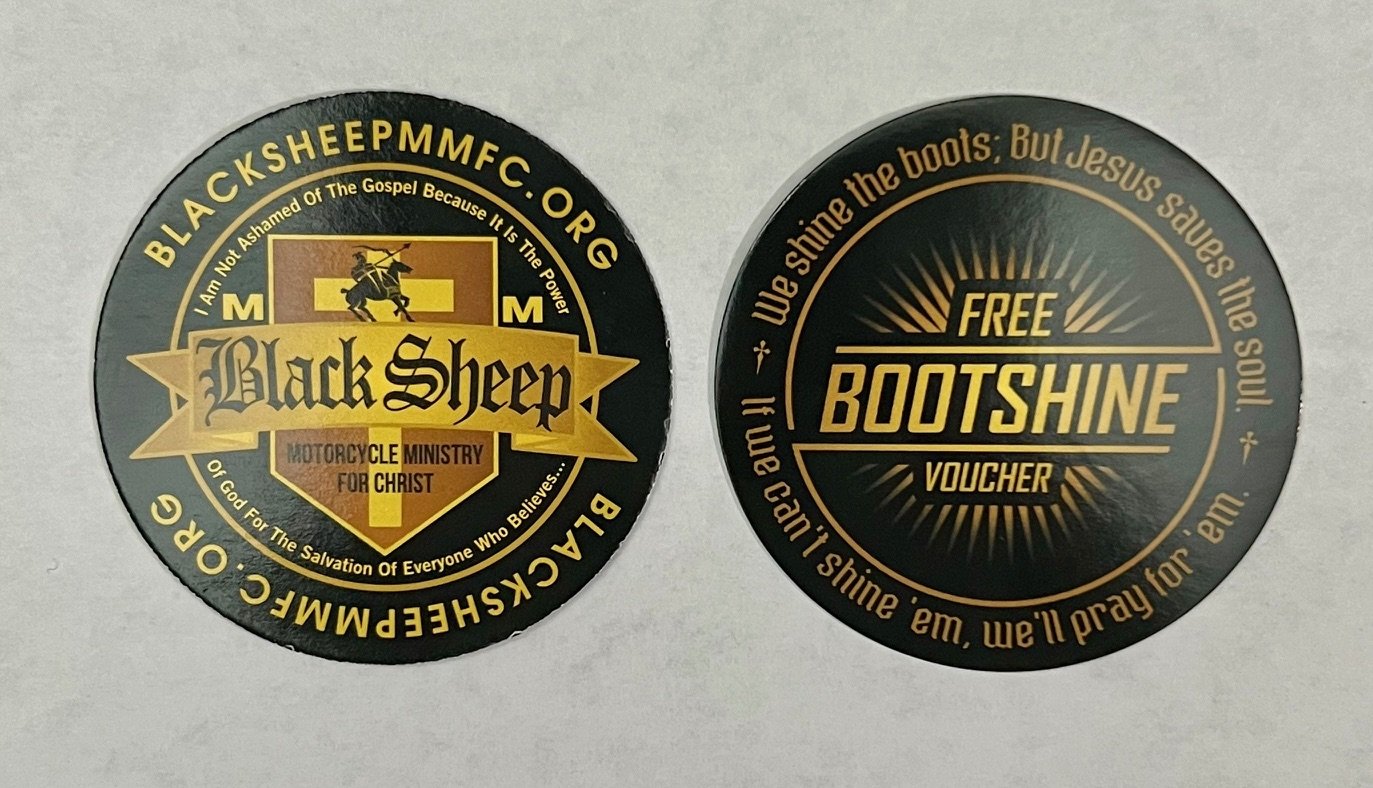 BLACKSHEEPMMFC.ORG
I Am Not Ashamed Of The Gospel Because It Is The Power
M M
Black Sheep
MOTORCYCLE MINISTRY
FOR CHRIST
Of God For The Salvation Of Everyone Who Believes...
BLACKSHEEPMMFC.ORG
We shine the boots; But Jesus saves the soul.
FREE
BOOTSHINE
VOUCHER
If we can't shine 'em, we'll pray for 'em.